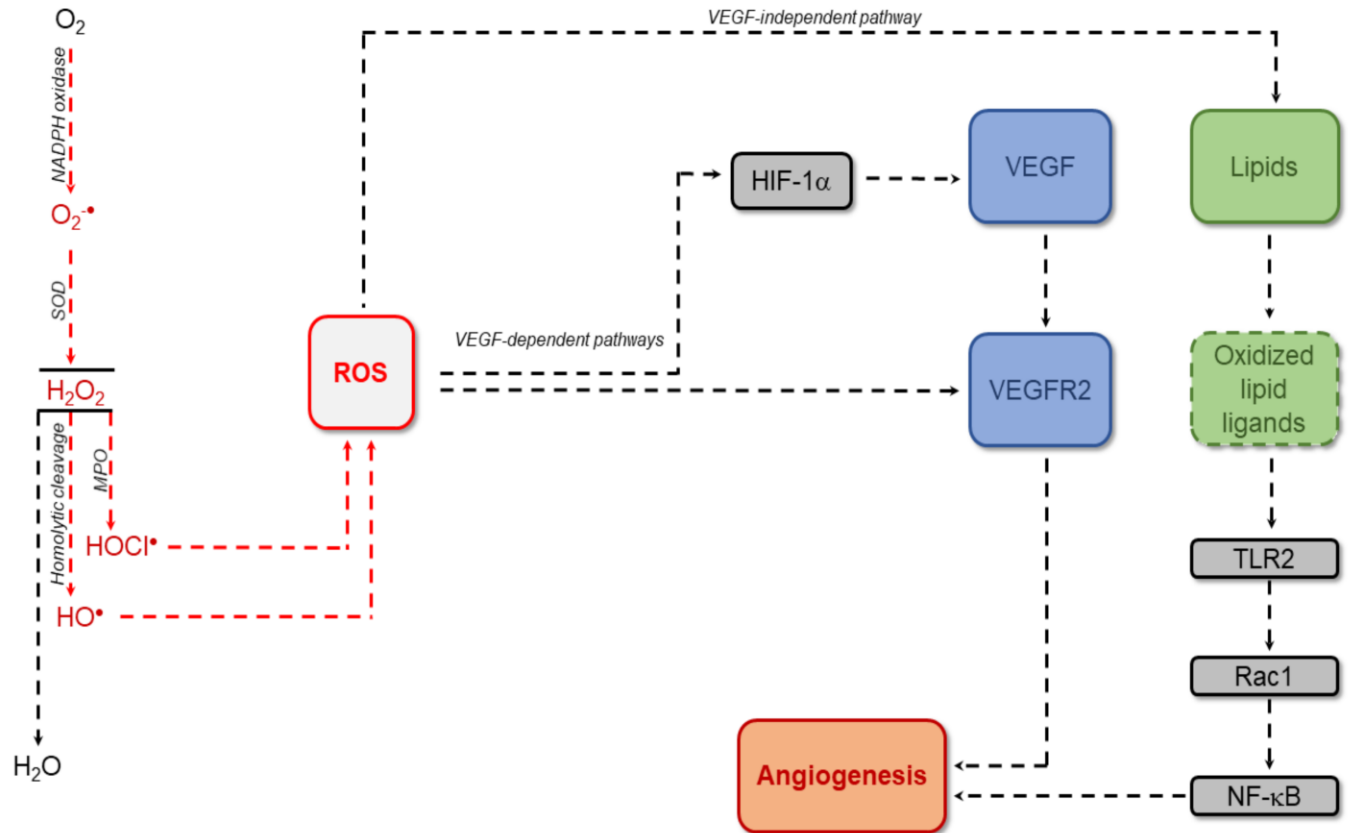 O₂
NADPH oxidase
O₂⁻•
SOD
H₂O₂
Homolytic cleavage
MPO
HOCl•
HO•
H₂O
ROS
VEGF-independent pathway
VEGF-dependent pathways
HIF-1α
VEGF
VEGFR2
Lipids
Oxidized
lipid
ligands
TLR2
Rac1
NF-κB
Angiogenesis